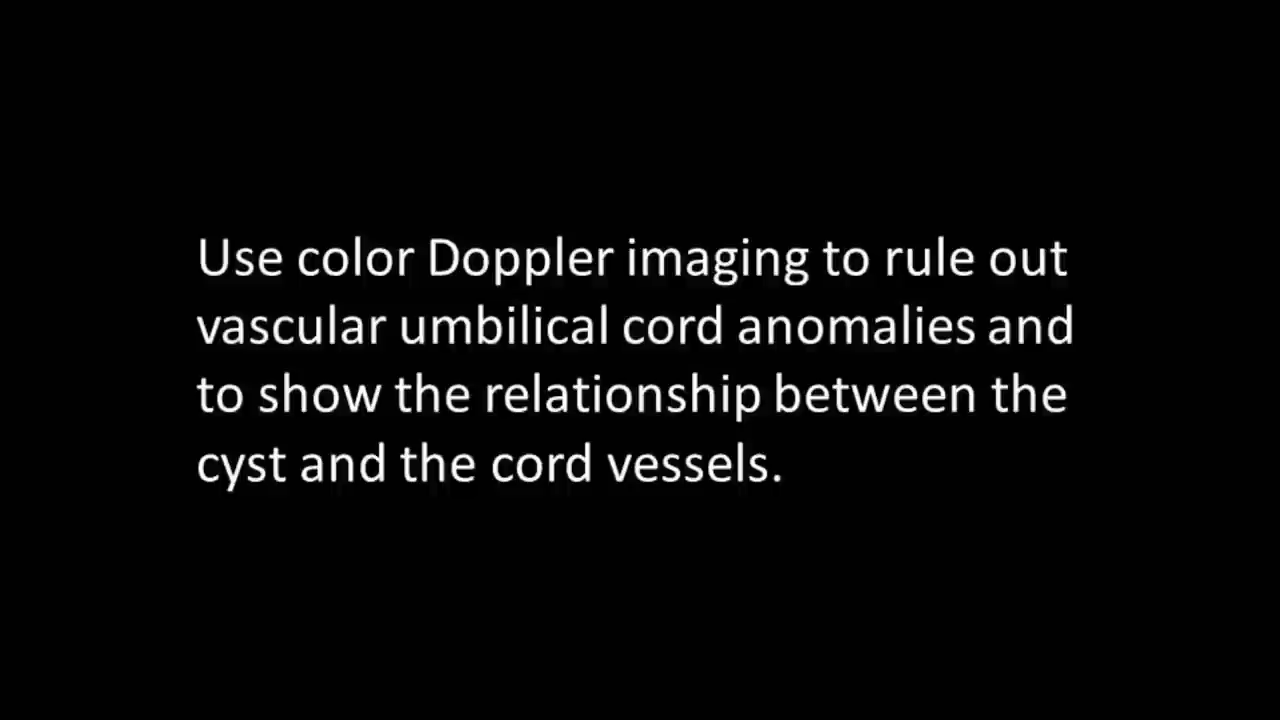 Use color Doppler imaging to rule out
vascular umbilical cord anomalies and
to show the relationship between the
cyst and the cord vessels.